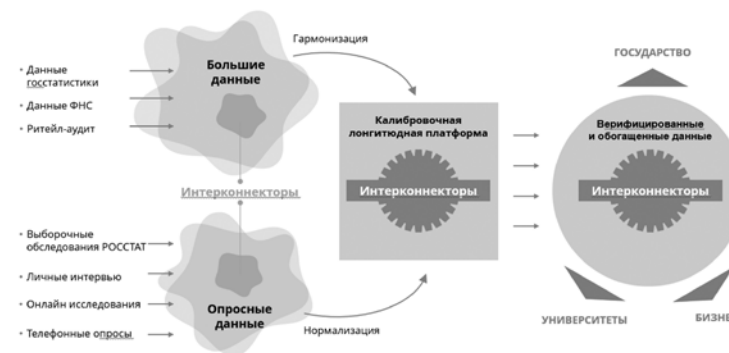 ГОСУДАРСТВО
Гармонизация
Большие
данные
• Данные
госстатистики
• Данные ФНС
• Ритейл-аудит
Интерконнекторы
Калибровочная
лонгитюдная платформа
Интерконнекторы
Верифицированные
и обогащенные данные
Интерконнекторы
• Выборочные
обследования РОССТАТ
• Личные интервью
• Онлайн исследования
• Телефонные опросы
Опросные
данные
Нормализация
УНИВЕРСИТЕТЫ
БИЗНЕ